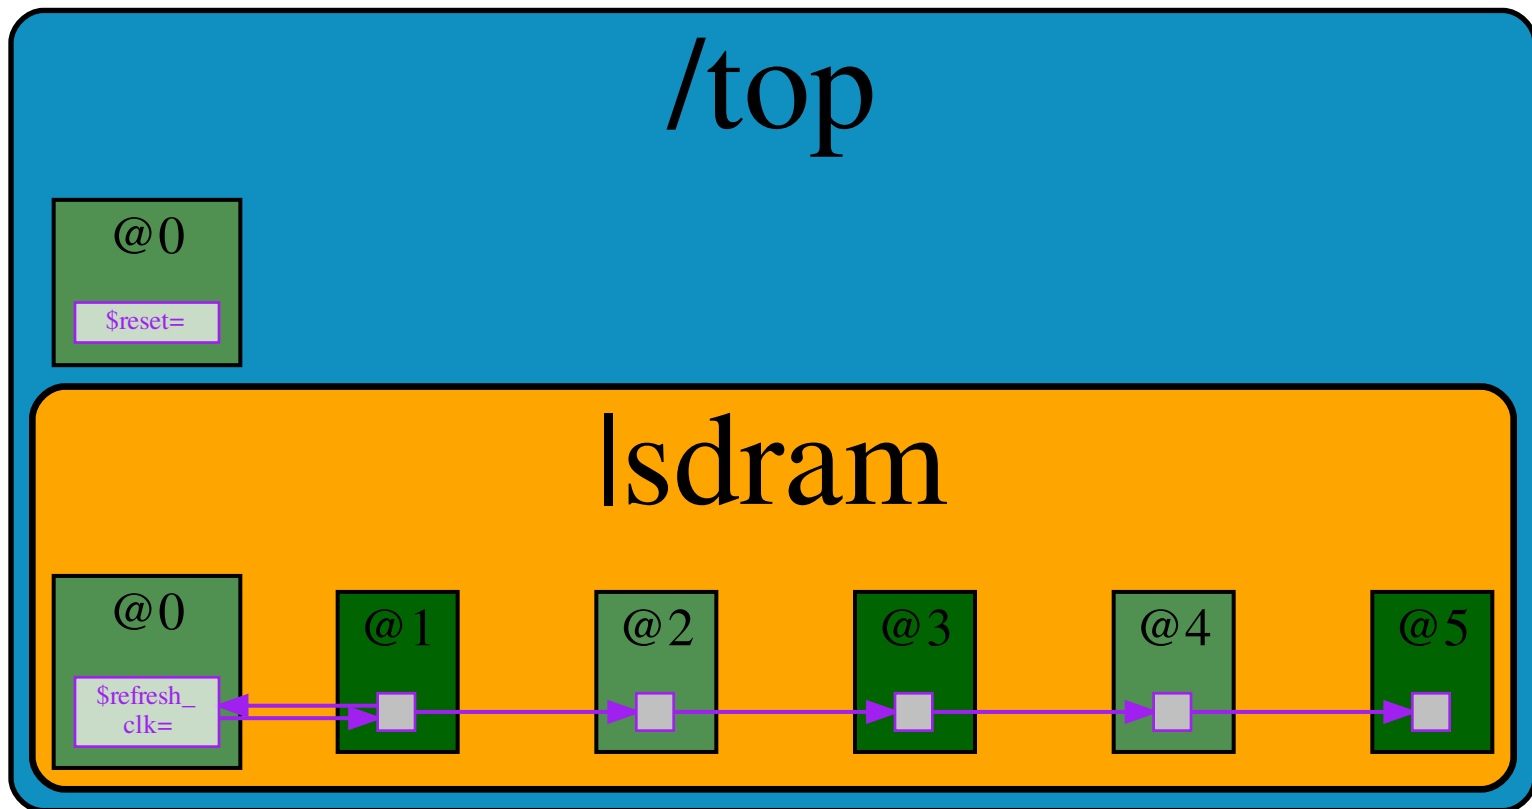 /top
@0
$reset=
|sdram
@0
@1
@2
@3
@4
@5
$refresh_
clk=